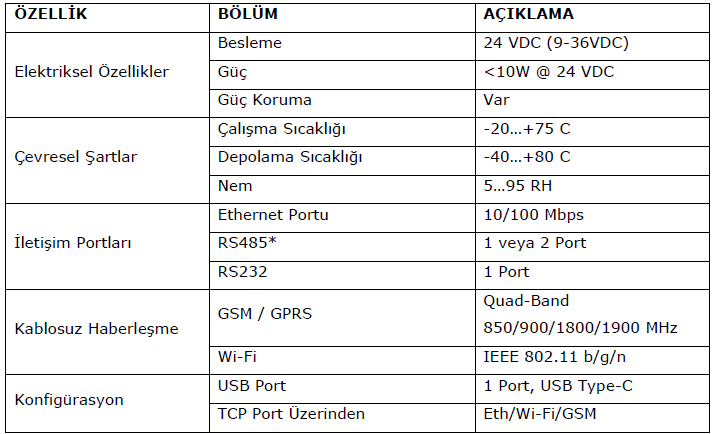 ÖZELLİK BÖLÜM AÇIKLAMA
Elektriksel Özellikler
Besleme 24 VDC (9-36VDC)
Güç <10W @ 24 VDC
Güç Koruma Var
Çevresel Şartlar
Çalışma Sıcaklığı -20…+75 C
Depolama Sıcaklığı -40…+80 C
Nem 5…95 RH
İletişim Portları
Ethernet Portu 10/100 Mbps
RS485* 1 veya 2 Port
RS232 1 Port
Kablosuz Haberleşme
GSM / GPRS Quad-Band
850/900/1800/1900 MHz
Wi-Fi IEEE 802.11 b/g/n
Konfigürasyon
USB Port 1 Port, USB Type-C
TCP Port Üzerinden Eth/Wi-Fi/GSM